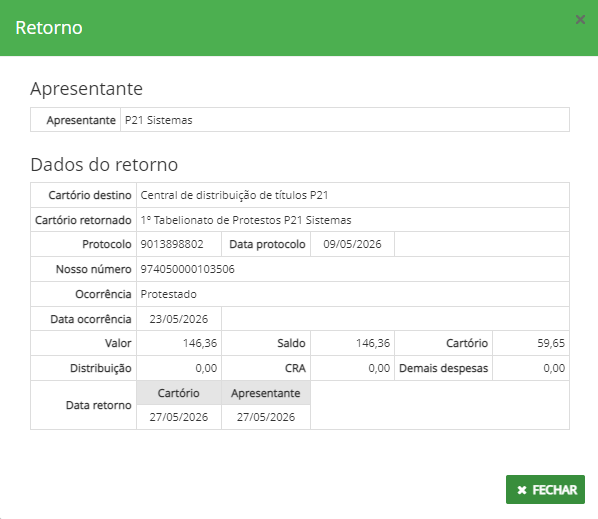 Retorno
×
Apresentante
Apresentante P21 Sistemas
Dados do retorno
Cartório destino Central de distribuição de títulos P21
Cartório retornado 1º Tabelionato de Protestos P21 Sistemas
Protocolo 9013898802 Data protocolo 09/05/2026
Nosso número 974050000103506
Ocorrência Protestado
Data ocorrência 23/05/2026
Valor 146,36 Saldo 146,36 Cartório 59,65
Distribuição 0,00 CRA 0,00 Demais despesas 0,00
Data retorno Cartório Apresentante
27/05/2026 27/05/2026
× FECHAR